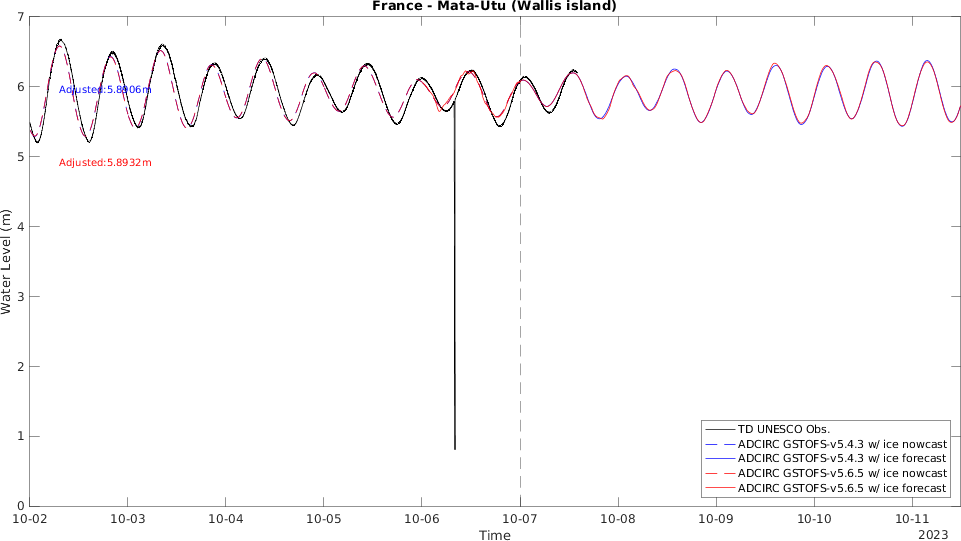 France - Mata-Utu (Wallis island)
7
6
5
4
3
2
1
0
Water Level (m)
Adjusted:5.8906m
Adjusted:5.8932m
TD UNESCO Obs.
ADCIRC GSTOFS-v5.4.3 w/ ice nowcast
ADCIRC GSTOFS-v5.4.3 w/ ice forecast
ADCIRC GSTOFS-v5.6.5 w/ ice nowcast
ADCIRC GSTOFS-v5.6.5 w/ ice forecast
10-02 10-03 10-04 10-05 10-06 10-07 10-08 10-09 10-10 10-11
Time
2023